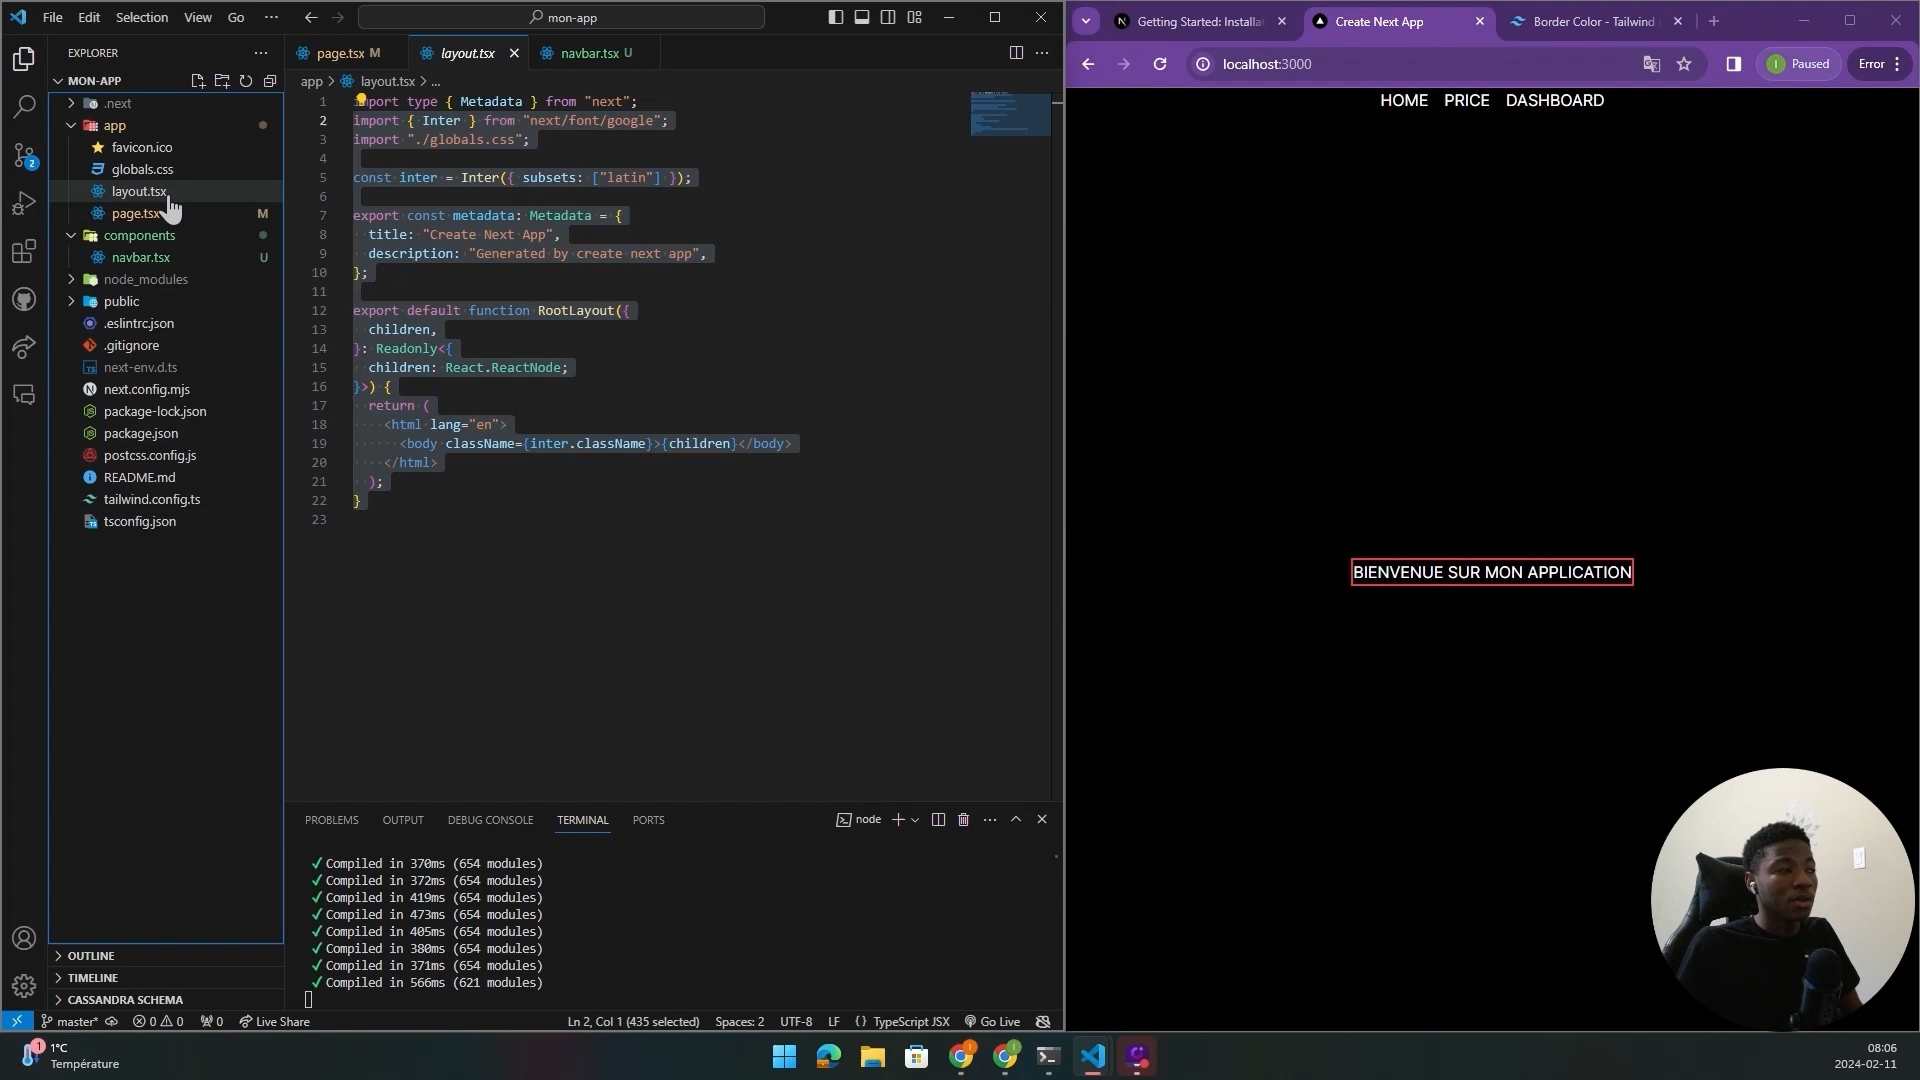 File Edit Selection View Go ···
mon-app
EXPLORER
MON-APP
.next
app
favicon.ico
globals.css
layout.tsx
page.tsx M
components
navbar.tsx U
node_modules
public
.eslintrc.json
.gitignore
next-env.d.ts
next.config.mjs
package-lock.json
package.json
postcss.config.js
README.md
tailwind.config.ts
tsconfig.json
OUTLINE
TIMELINE
CASSANDRA SCHEMA
page.tsx M
layout.tsx
navbar.tsx U
app > layout.tsx > ...
1 import type { Metadata } from "next";
2 import { Inter } from "next/font/google";
3 import "./globals.css";
4
5 const inter = Inter({ subsets: ["latin"] });
6
7 export const metadata: Metadata = {
8 title: "Create Next App",
9 description: "Generated by create next app",
10 };
11
12 export default function RootLayout({
13 children,
14 }: Readonly<{
15 children: React.ReactNode;
16 }>) {
17 return (
18 <html lang="en">
19 <body className={inter.className}>{children}</body>
20 </html>
21 );
22 }
23
PROBLEMS OUTPUT DEBUG CONSOLE TERMINAL PORTS
node
✓ Compiled in 370ms (654 modules)
✓ Compiled in 372ms (654 modules)
✓ Compiled in 419ms (654 modules)
✓ Compiled in 473ms (654 modules)
✓ Compiled in 405ms (654 modules)
✓ Compiled in 380ms (654 modules)
✓ Compiled in 371ms (654 modules)
✓ Compiled in 566ms (621 modules)
2
master* 0 0 0 Live Share
Ln 2, Col 1 (435 selected) Spaces: 2 UTF-8 LF {} TypeScript JSX Go Live
Getting Started: Installa
Create Next App
Border Color - Tailwind
localhost:3000
I Paused
Error
HOME PRICE DASHBOARD
BIENVENUE SUR MON APPLICATION
1
1°C
Température
08:06
2024-02-11